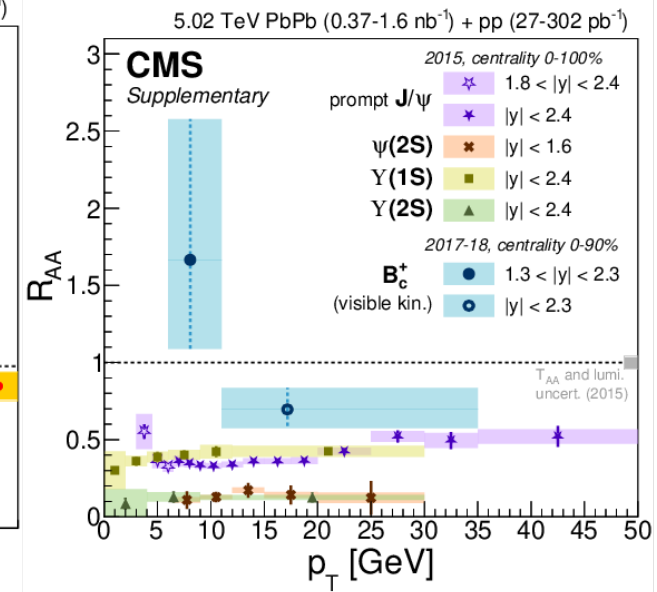 )
5.02 TeV PbPb (0.37-1.6 nb⁻¹) + pp (27-302 pb⁻¹)
CMS
Supplementary
2015, centrality 0-100%
prompt J/ψ
1.8 < |y| < 2.4
|y| < 2.4
ψ(2S) |y| < 1.6
ϒ(1S) |y| < 2.4
ϒ(2S) |y| < 2.4
2017-18, centrality 0-90%
B_c^+ 1.3 < |y| < 2.3
(visible kin.) |y| < 2.3
T_AA and lumi.
uncert. (2015)
R_AA
3
2.5
2
1.5
1
0.5
0
0 5 10 15 20 25 30 35 40 45 50
p_T [GeV]